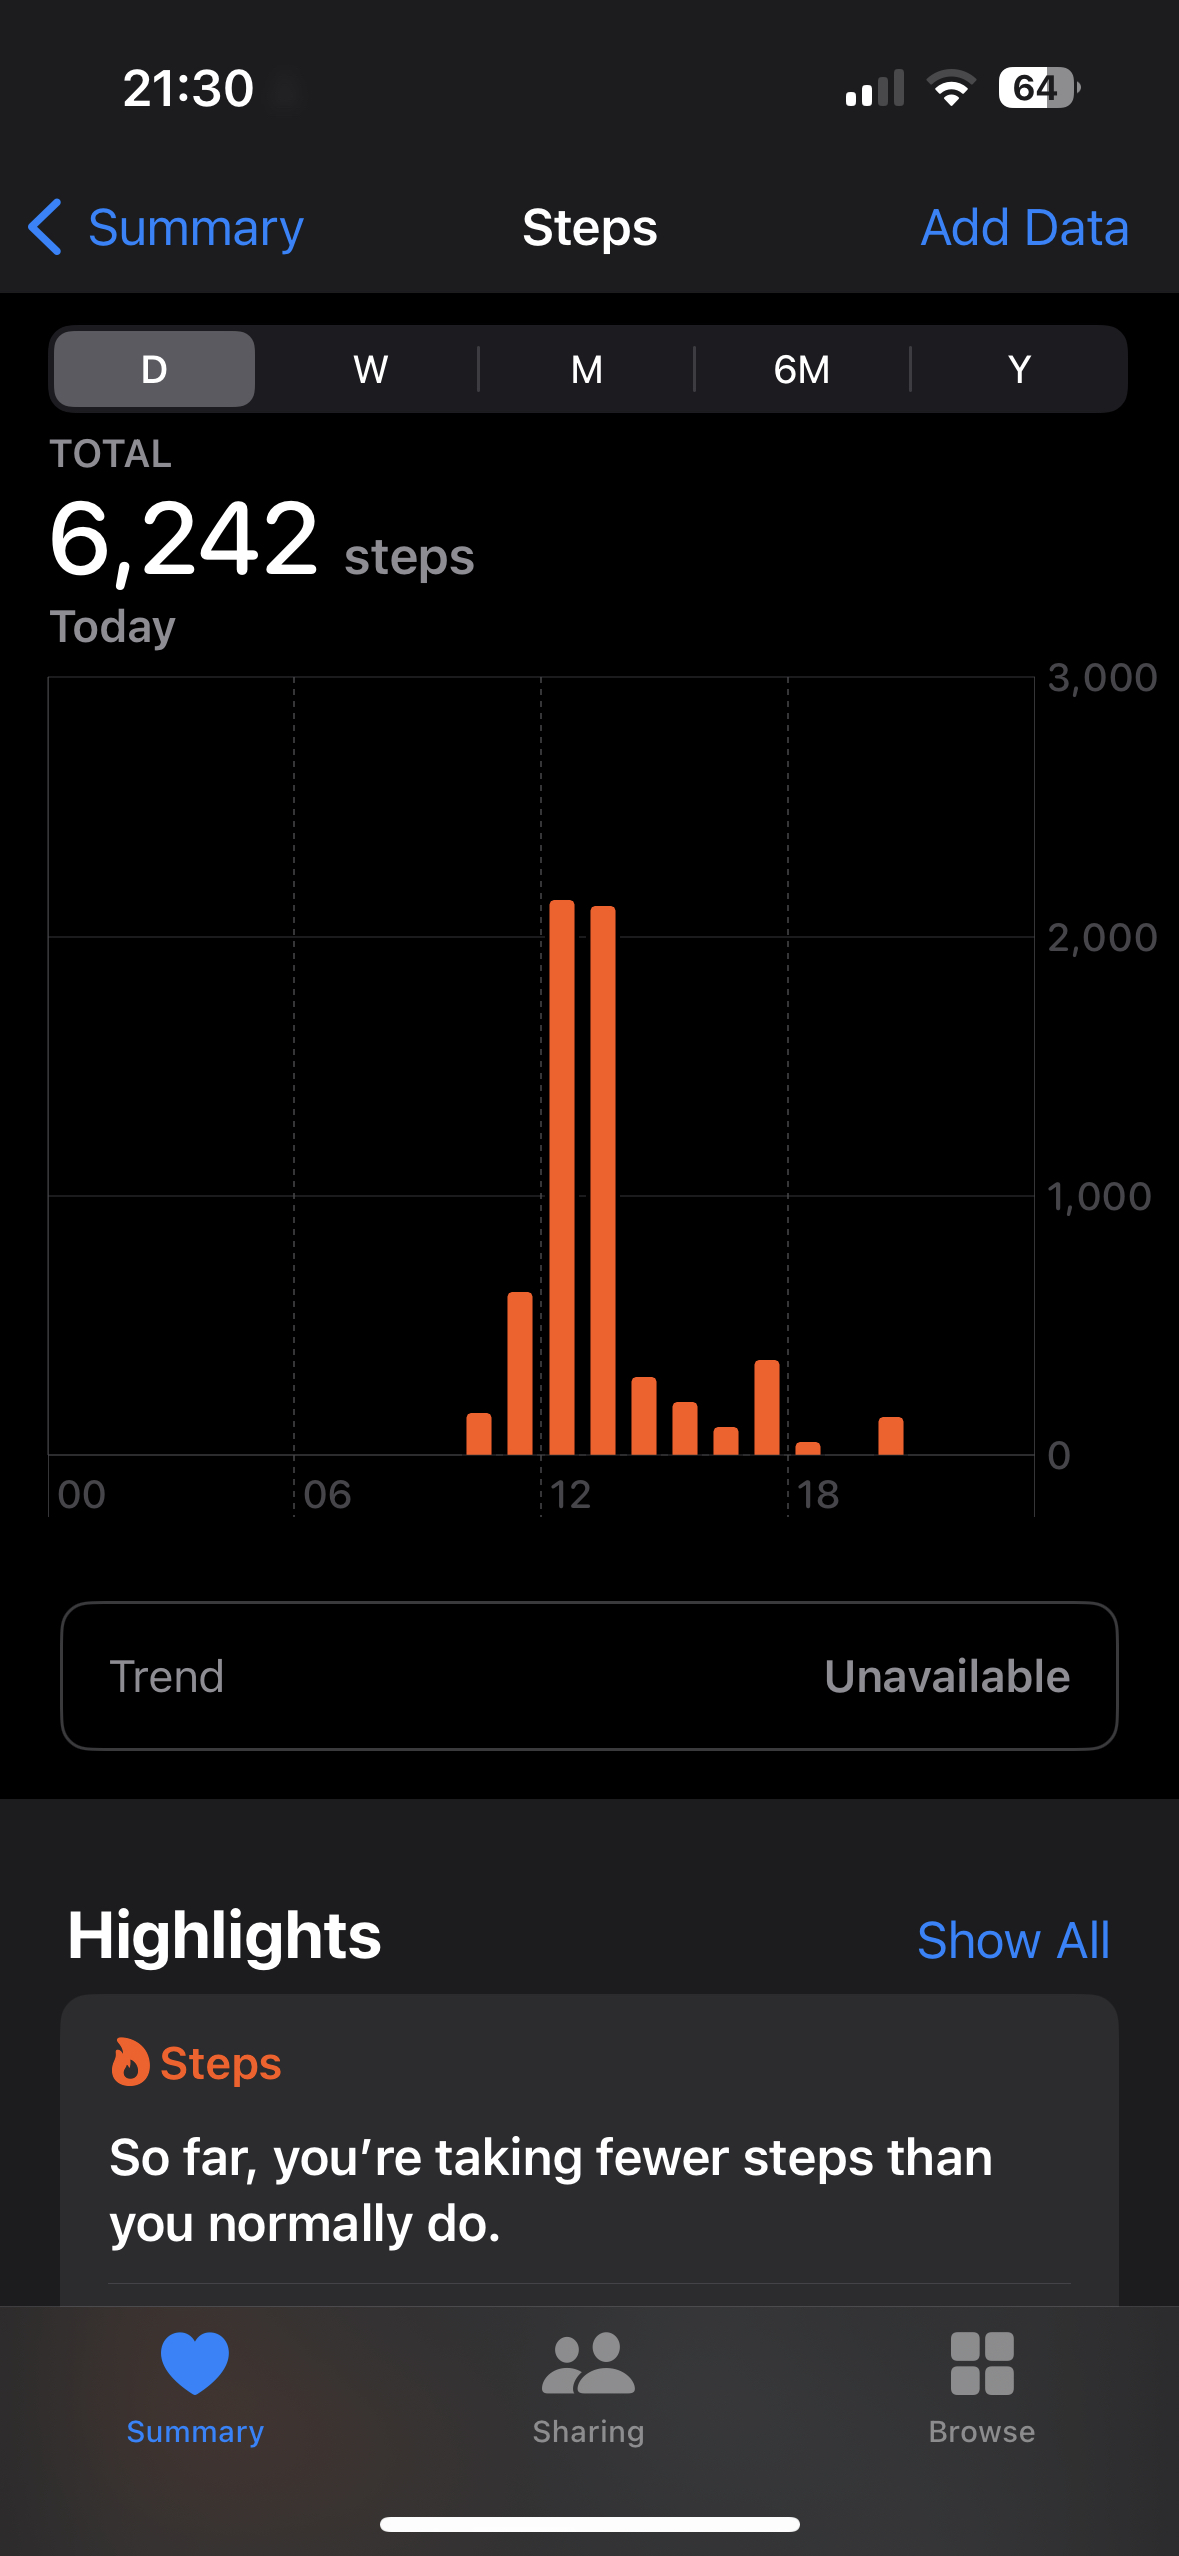 21:30
64
Summary
Steps
Add Data
D
W
M
6M
Y
TOTAL
6,242 steps
Today
3,000
2,000
1,000
0
00
06
12
18
Trend
Unavailable
Highlights
Show All
Steps
So far, you’re taking fewer steps than
you normally do.
Summary
Sharing
Browse